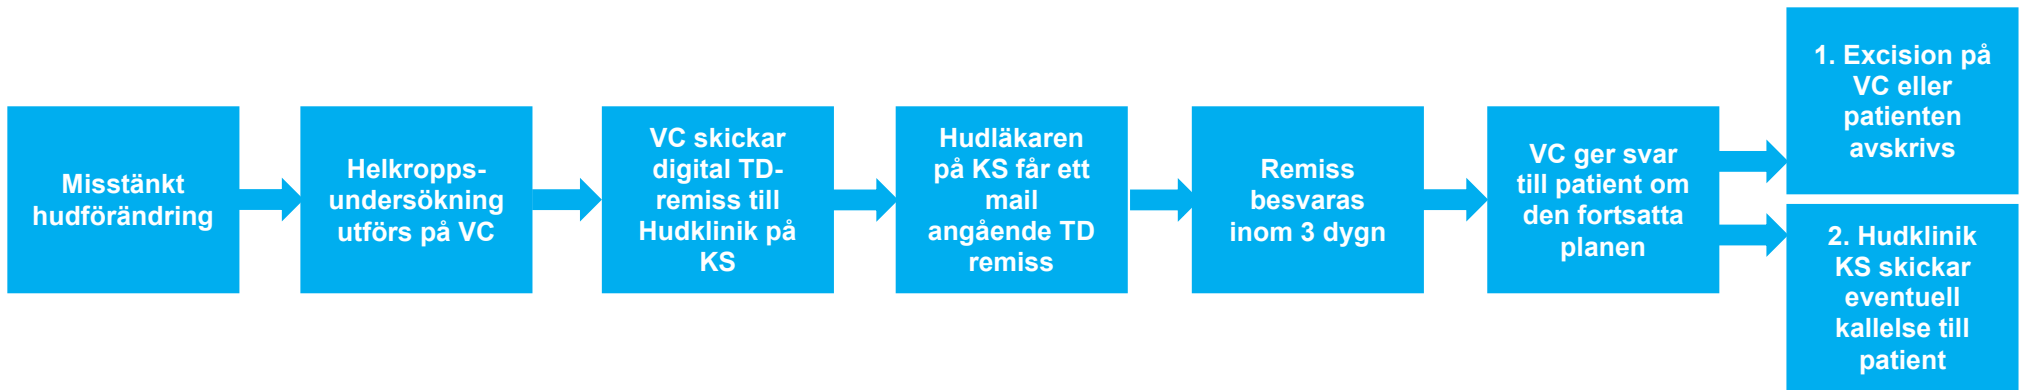 Misstänkt
hudförändring
Helkropps-
undersökning
utförs på VC
VC skickar
digital TD-
remiss till
Hudklinik på
KS
Hudläkaren
på KS får ett
mail
angående TD
remiss
Remiss
besvaras
inom 3 dygn
VC ger svar
till patient om
den fortsatta
planen
1. Excision på
VC eller
patienten
avskrivs
2. Hudklinik
KS skickar
eventuell
kallelse till
patient